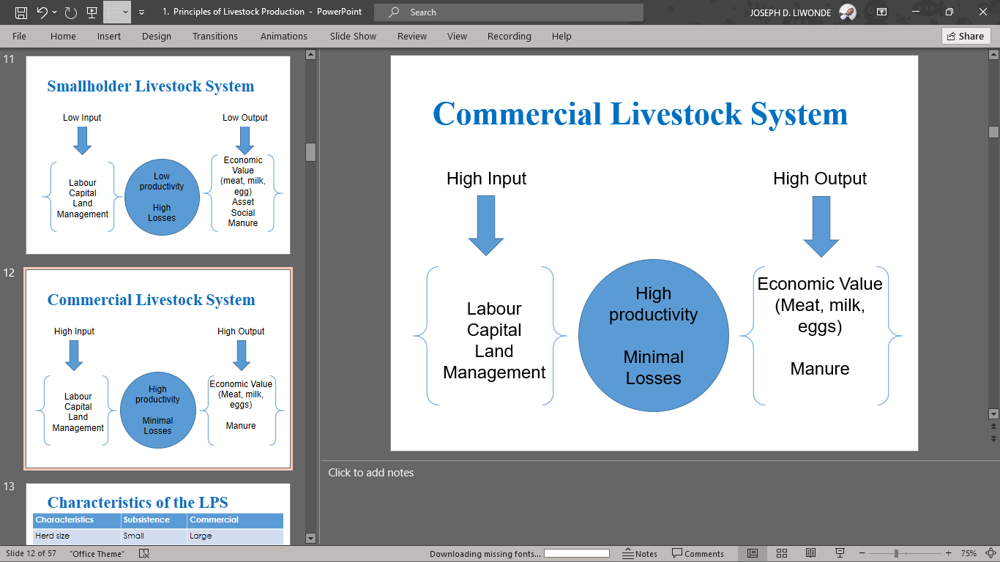 1. Principles of Livestock Production - PowerPoint
Search
JOSEPH D. LIWONDE
File Home Insert Design Transitions Animations Slide Show Review View Recording Help
Share
11
Smallholder Livestock System
Low Input
Low Output
Labour
Capital
Land
Management
Low
productivity
High
Losses
Economic
Value
(meat, milk,
egg)
Asset
Social
Manure
12
Commercial Livestock System
High Input
High Output
Labour
Capital
Land
Management
High
productivity
Minimal
Losses
Economic Value
(Meat, milk,
eggs)
Manure
13
Characteristics of the LPS
Characteristics Subsistence Commercial
Herd size Small Large
Commercial Livestock System
High Input
High Output
Labour
Capital
Land
Management
High
productivity
Minimal
Losses
Economic Value
(Meat, milk,
eggs)
Manure
Click to add notes
Slide 12 of 57
"Office Theme"
Downloading missing fonts...
Notes
Comments
75%